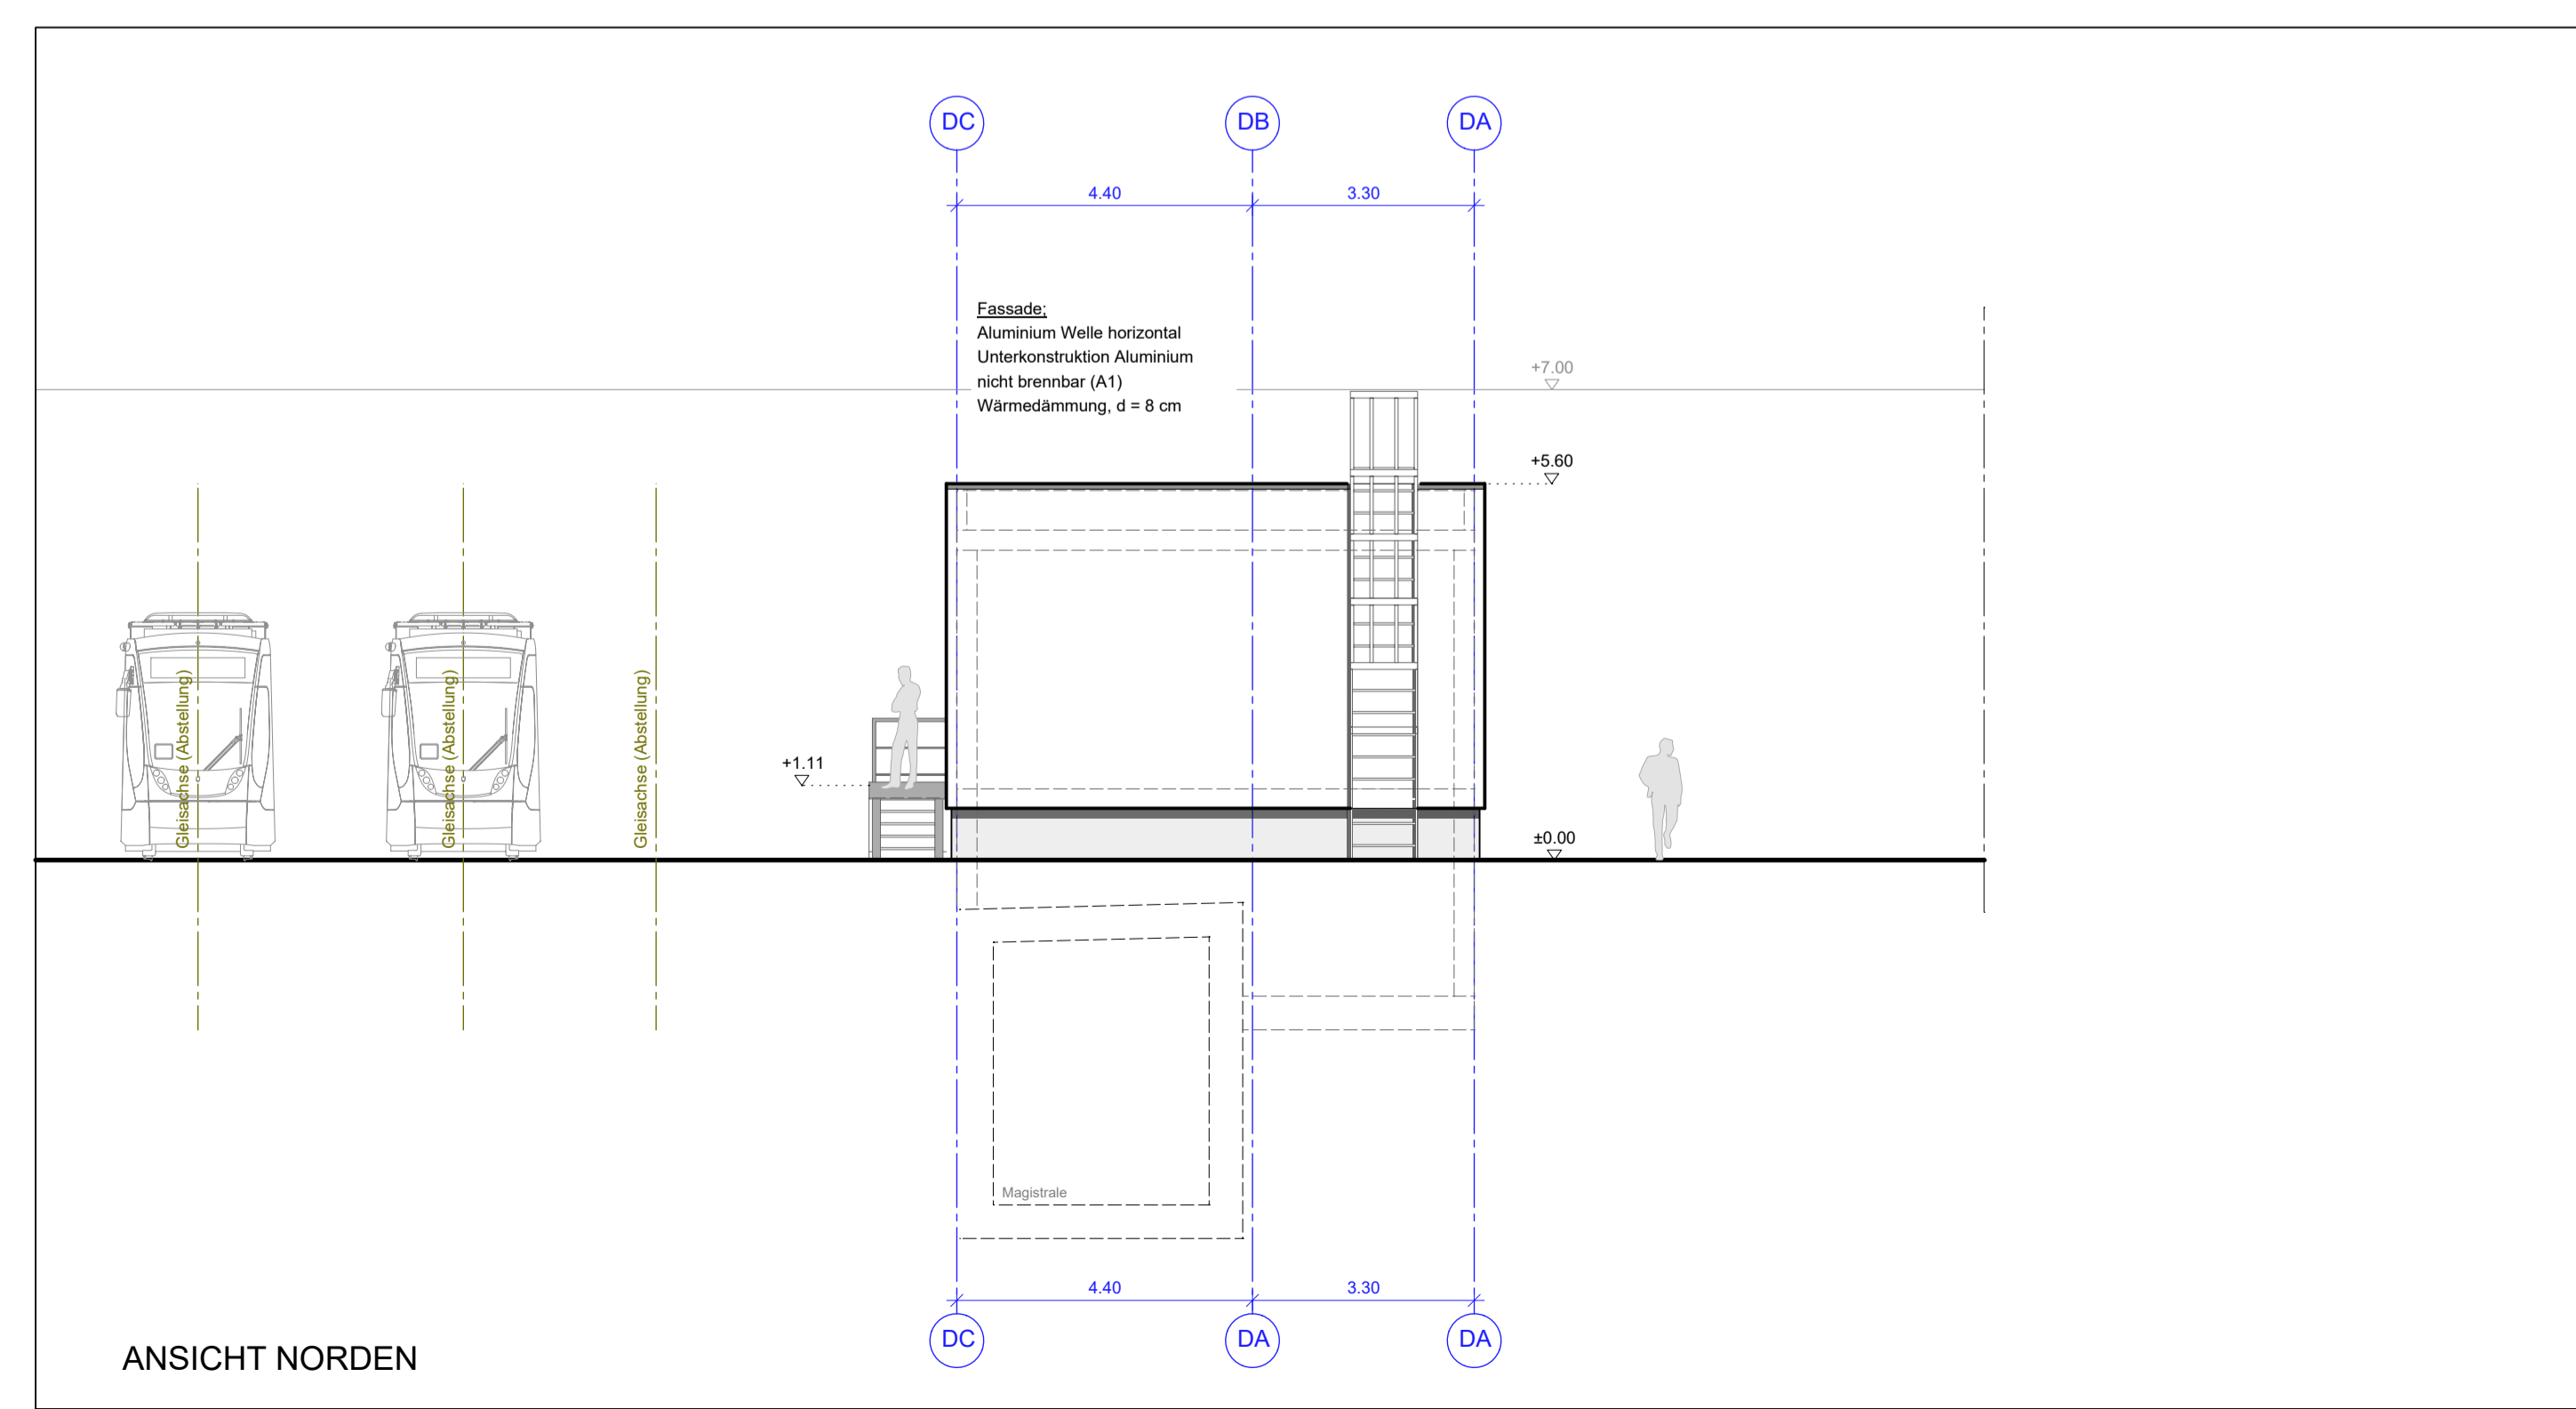 DC
DB
DA
4.40
3.30
Fassade;
Aluminium Welle horizontal
Unterkonstruktion Aluminium
nicht brennbar (A1)
Wärmedämmung, d = 8 cm
+7.00
+5.60
Gleisachse (Abstellung)
Gleisachse (Abstellung)
Gleisachse (Abstellung)
+1.11
±0.00
Magistrale
4.40
3.30
DC
DA
DA
ANSICHT NORDEN